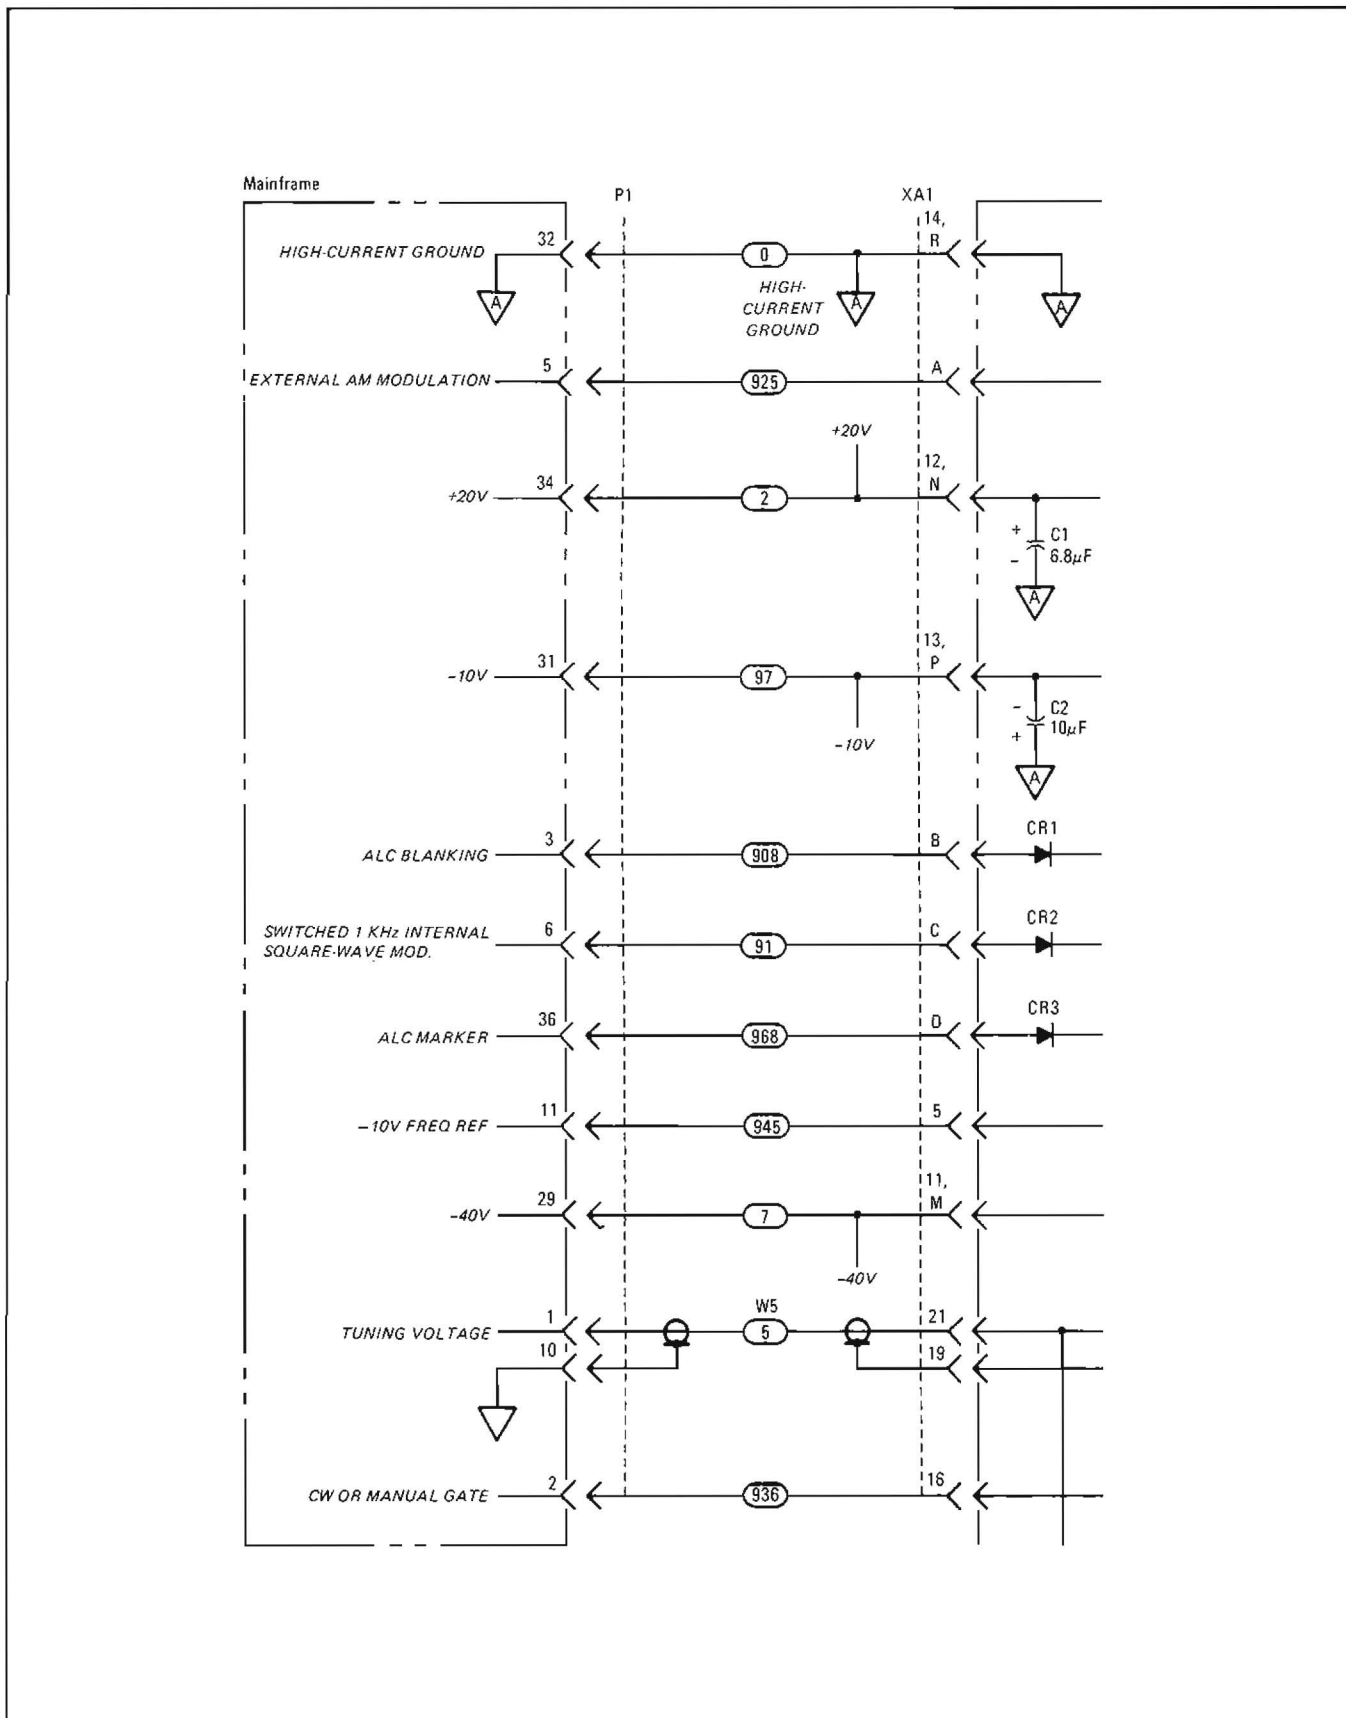 Mainframe
P1
XA1
14,
HIGH-CURRENT GROUND 32 0 R
A A A
HIGH-
CURRENT
GROUND
EXTERNAL AM MODULATION 5 925 A
+20V
12,
+20V 34 2 N
+ C1
- 6.8μF
A
13,
-10V 31 97 P
- C2
+ 10μF
-10V
A
CR1
ALC BLANKING 3 908 B
CR2
SWITCHED 1 KHz INTERNAL 6 91 C
SQUARE-WAVE MOD.
CR3
ALC MARKER 36 968 D
-10V FREQ REF 11 945 5
11,
-40V 29 7 M
-40V
W5
TUNING VOLTAGE 1 5 21
10 19
CW OR MANUAL GATE 2 936 16